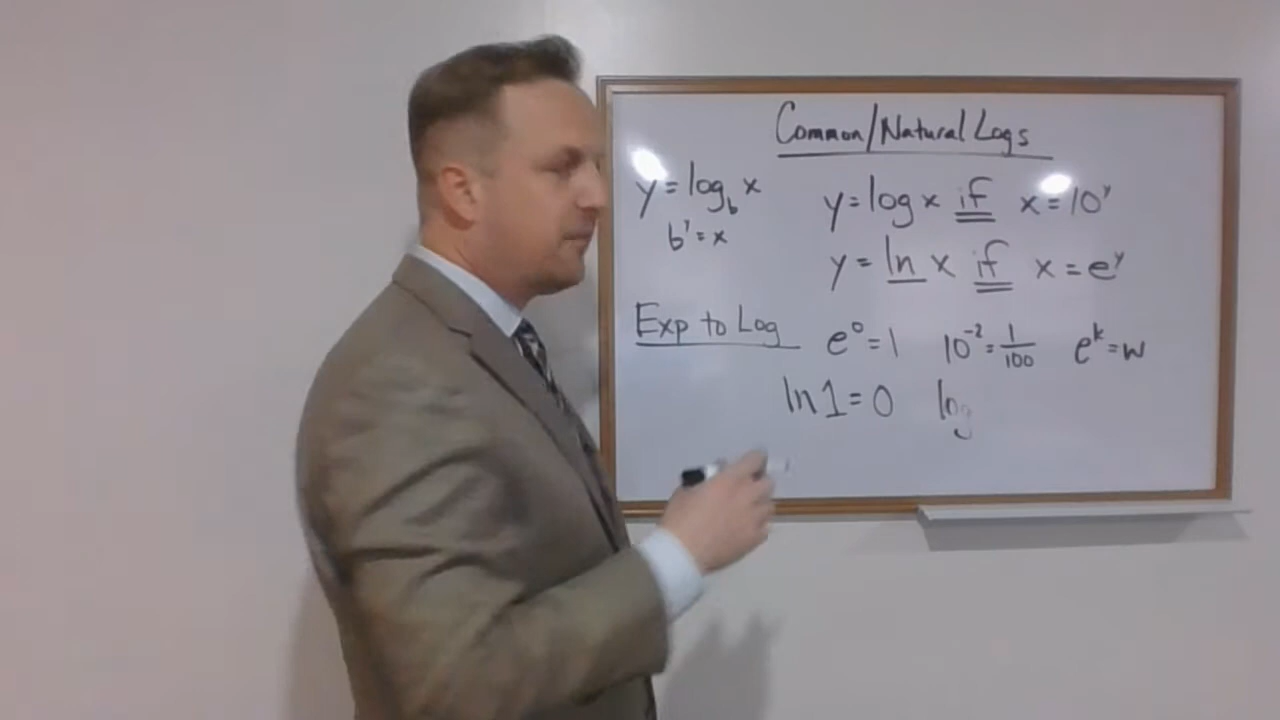 Common/Natural Logs
y = log_b x
b^y = x
y = log x if x = 10^y
y = ln x if x = e^y
Exp to Log
e^0 = 1 10^-2 = 1/100 e^k = w
ln 1 = 0 log